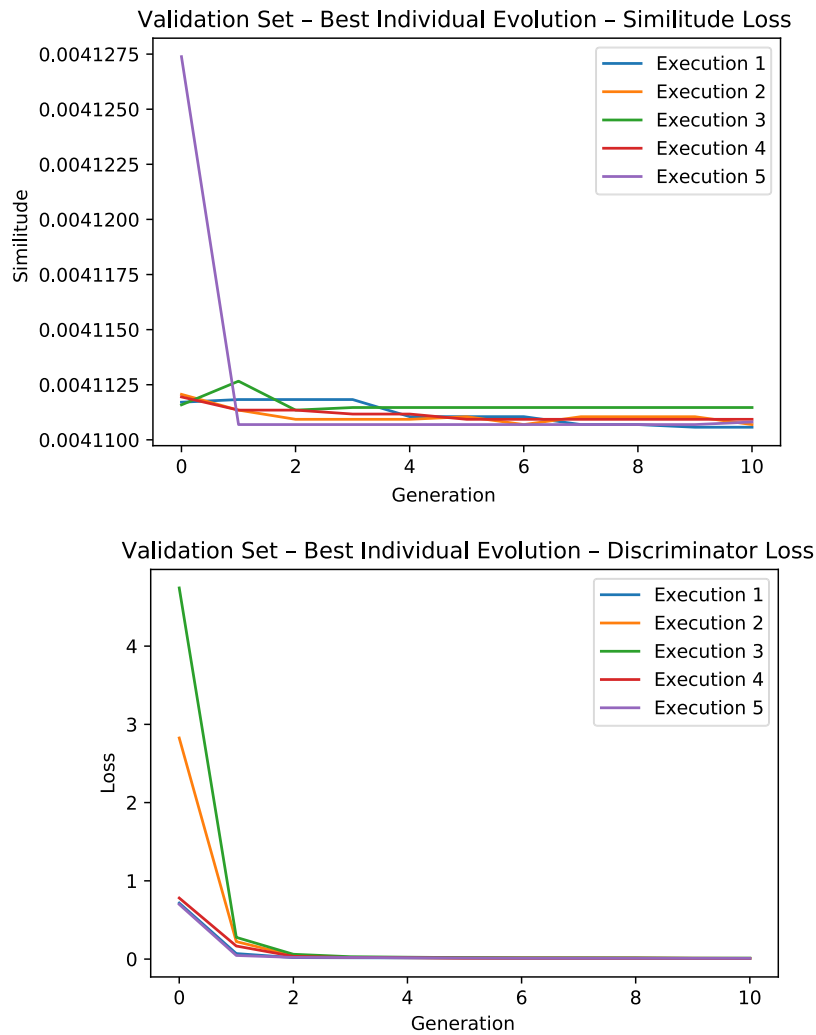 Validation Set – Best Individual Evolution – Similitude Loss
0.0041275
0.0041250
0.0041225
0.0041200
0.0041175
0.0041150
0.0041125
0.0041100
Similitude
Execution 1
Execution 2
Execution 3
Execution 4
Execution 5
0 2 4 6 8 10
Generation
Validation Set – Best Individual Evolution – Discriminator Loss
4
3
2
1
0
Loss
Execution 1
Execution 2
Execution 3
Execution 4
Execution 5
0 2 4 6 8 10
Generation